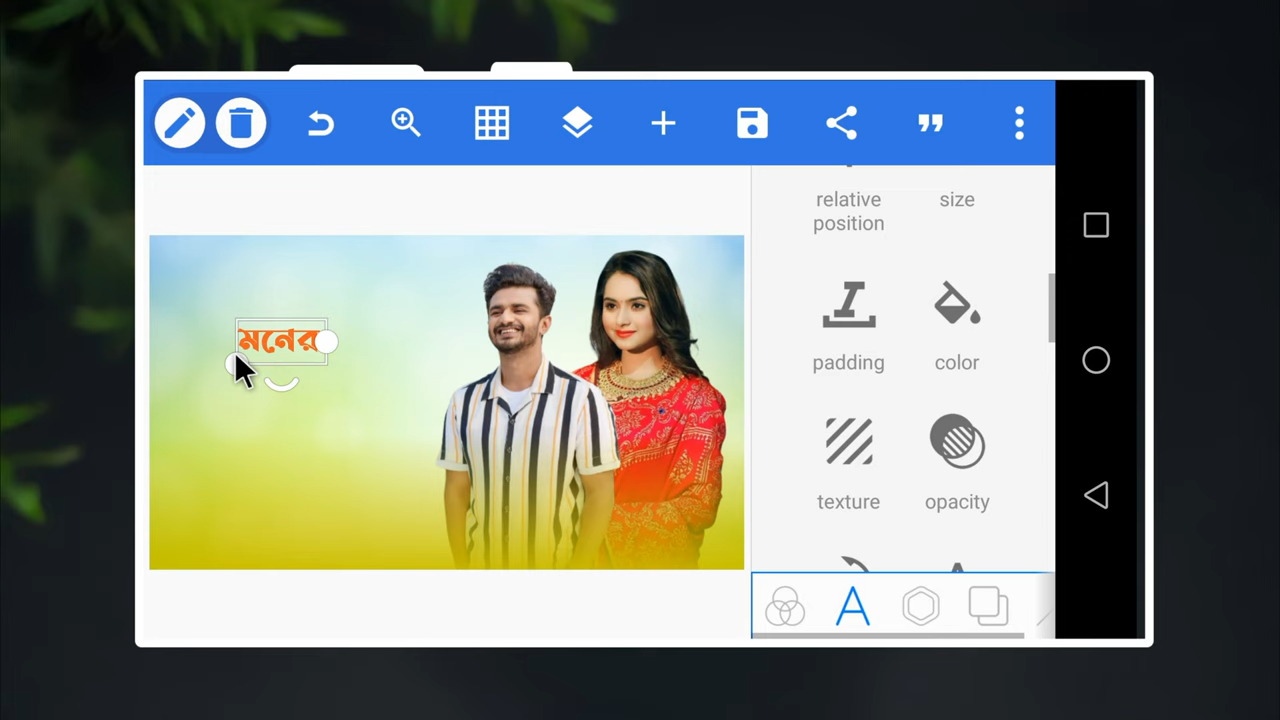 relative
position
size
মনের
padding
color
texture
opacity